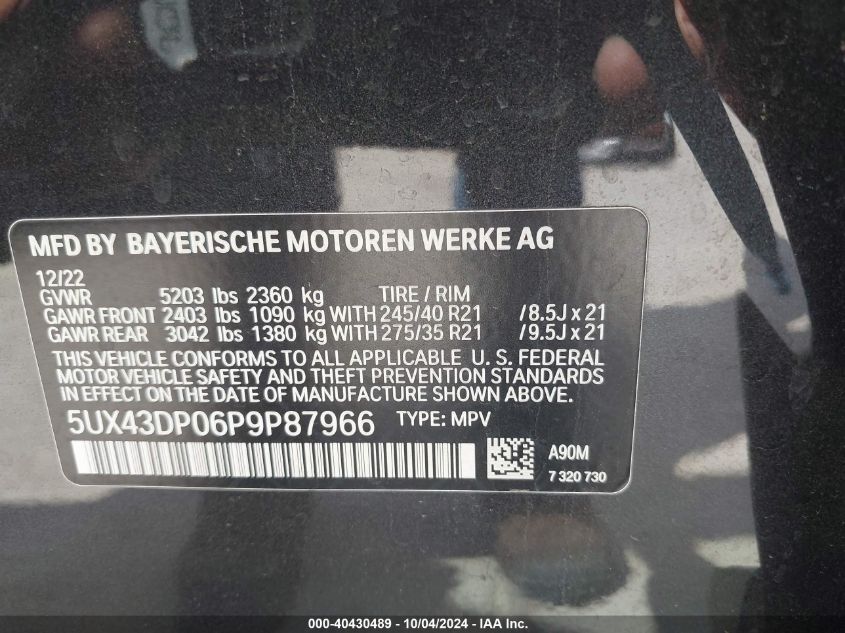 MFD BY BAYERISCHE MOTOREN WERKE AG
12/22
GVWR 5203 lbs 2360 kg TIRE / RIM
GAWR FRONT 2403 lbs 1090 kg WITH 245/40 R21 / 8.5J x 21
GAWR REAR 3042 lbs 1380 kg WITH 275/35 R21 / 9.5J x 21
THIS VEHICLE CONFORMS TO ALL APPLICABLE U. S. FEDERAL
MOTOR VEHICLE SAFETY AND THEFT PREVENTION STANDARDS
IN EFFECT ON THE DATE OF MANUFACTURE SHOWN ABOVE.
5UX43DP06P9P87966 TYPE: MPV
A90M
7 320 730
000-40430489 - 10/04/2024 - IAA Inc.